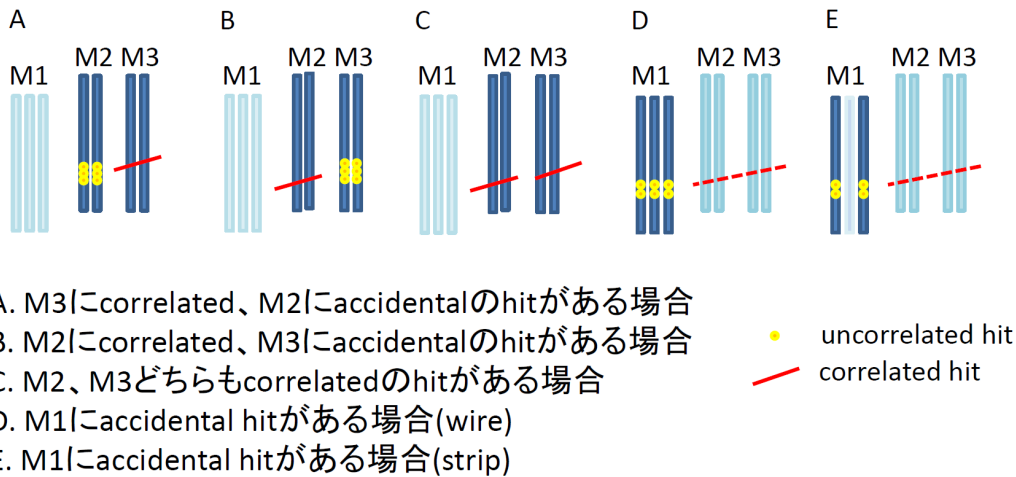 A
B
C
D
E
M2 M3
M2
M3
M2 M3
M2 M3
M2 M3
M1
M1
M1
M1
M1
A. M3にcorrelated、M2にaccidentalのhitがある場合
B. M2にcorrelated、M3にaccidentalのhitがある場合
C. M2、M3どちらもcorrelatedのhitがある場合
D. M1にaccidental hitがある場合(wire)
E. M1にaccidental hitがある場合(strip)
uncorrelated hit
correlated hit